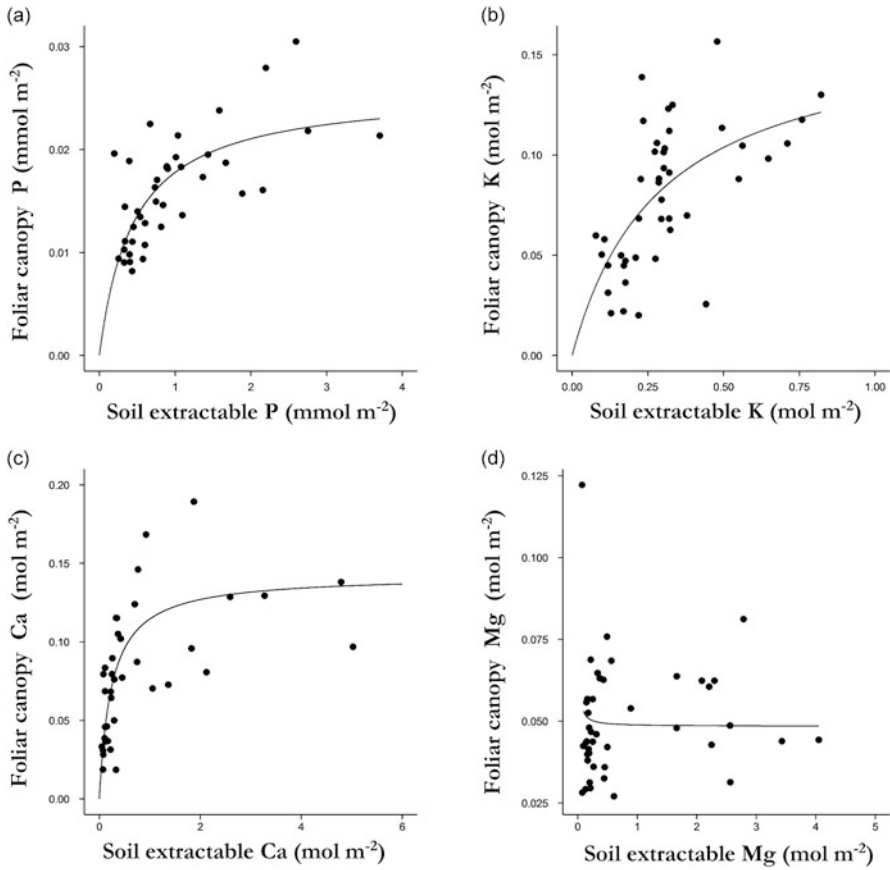 (a)
0.03
0.02
0.01
0.00
Foliar canopy P (mmol m⁻²)
0 1 2 3 4
Soil extractable P (mmol m⁻²)
(b)
0.15
0.10
0.05
0.00
Foliar canopy K (mol m⁻²)
0.00 0.25 0.50 0.75 1.00
Soil extractable K (mol m⁻²)
(c)
0.20
0.15
0.10
0.05
0.00
Foliar canopy Ca (mol m⁻²)
0 2 4 6
Soil extractable Ca (mol m⁻²)
(d)
0.125
0.100
0.075
0.050
0.025
Foliar canopy Mg (mol m⁻²)
0 1 2 3 4 5
Soil extractable Mg (mol m⁻²)